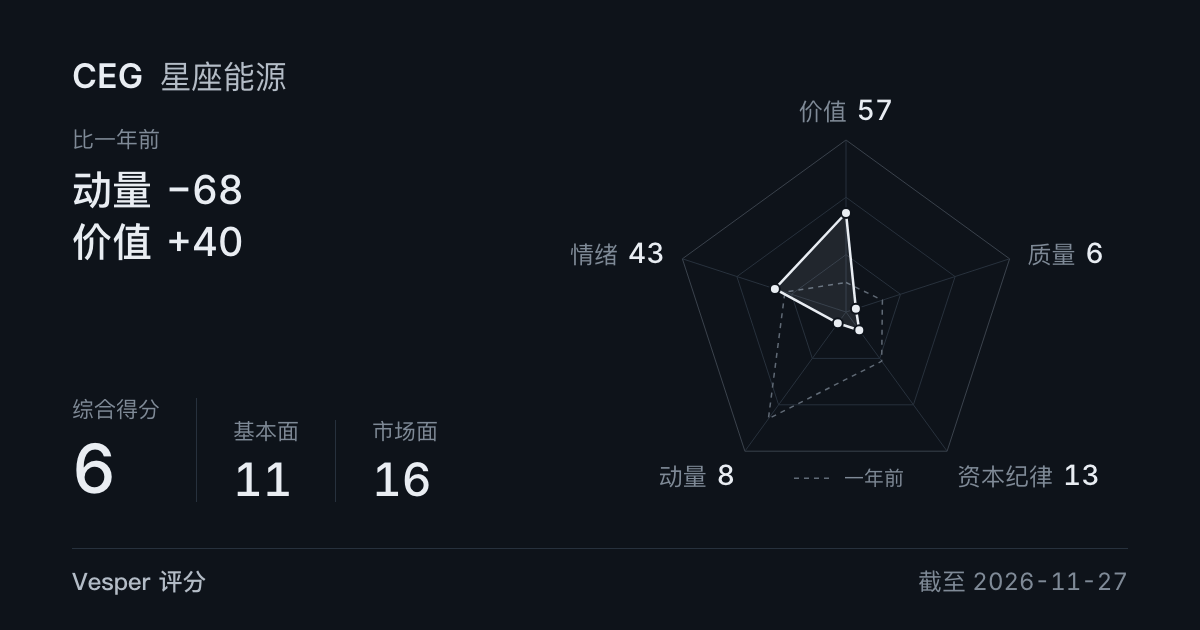 CEG 星座能源
比一年前
动量 −68
价值 +40
价值 57
情绪 43
质量 6
动量 8
资本纪律 13
一年前
综合得分
6
基本面
11
市场面
16
Vesper 评分
截至 2026-11-27